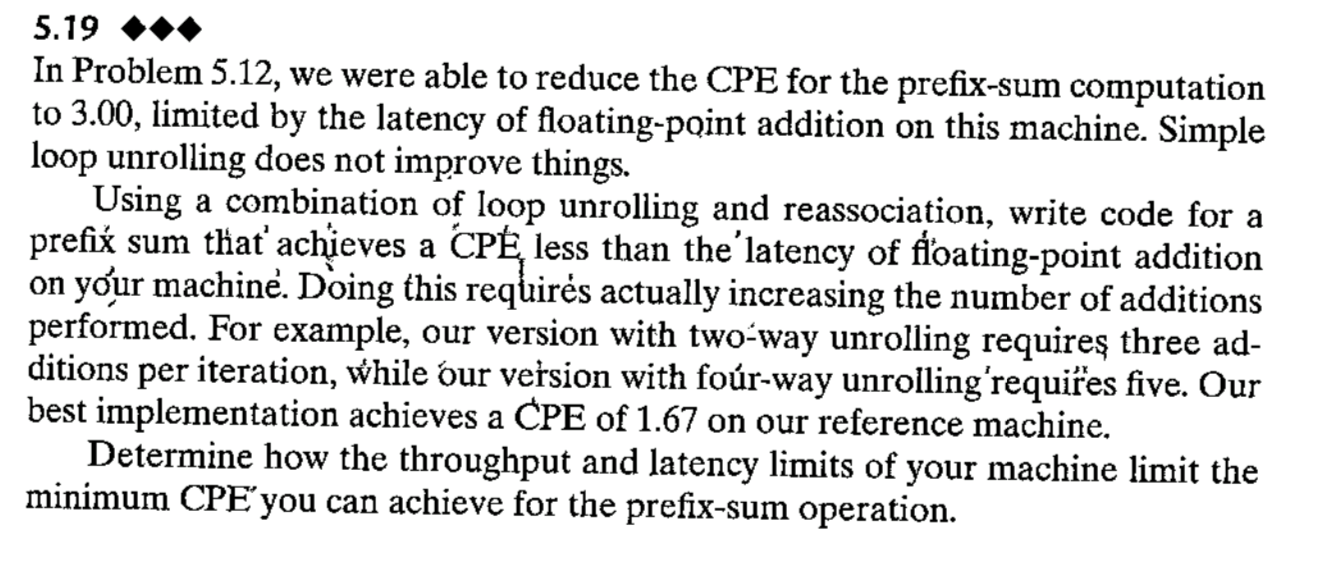 5.19 ◆◆◆
In Problem 5.12, we were able to reduce the CPE for the prefix-sum computation
to 3.00, limited by the latency of floating-point addition on this machine. Simple
loop unrolling does not improve things.
Using a combination of loop unrolling and reassociation, write code for a
prefix sum that achieves a CPE less than the latency of floating-point addition
on your machine. Doing this requires actually increasing the number of additions
performed. For example, our version with two-way unrolling requires three ad-
ditions per iteration, while our version with four-way unrolling requires five. Our
best implementation achieves a CPE of 1.67 on our reference machine.
Determine how the throughput and latency limits of your machine limit the
minimum CPE you can achieve for the prefix-sum operation.